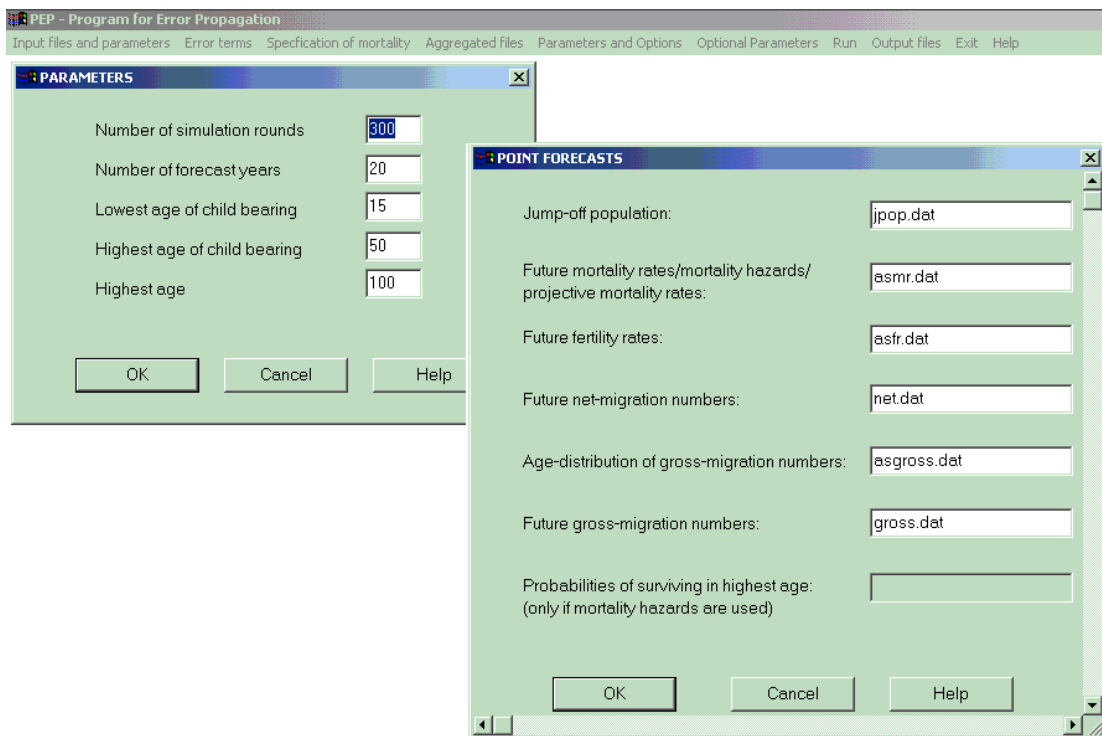 PEP - Program for Error Propagation
Input files and parameters Error terms Specfication of mortality Aggregated files Parameters and Options Optional Parameters Run Output files Exit Help
PARAMETERS
Number of simulation rounds 300
Number of forecast years 20
Lowest age of child bearing 15
Highest age of child bearing 50
Highest age 100
OK Cancel Help
POINT FORECASTS
Jump-off population: jpop.dat
Future mortality rates/mortality hazards/
projective mortality rates: asmr.dat
Future fertility rates: asfr.dat
Future net-migration numbers: net.dat
Age-distribution of gross-migration numbers: asgross.dat
Future gross-migration numbers: gross.dat
Probabilities of surviving in highest age:
(only if mortality hazards are used)
OK Cancel Help